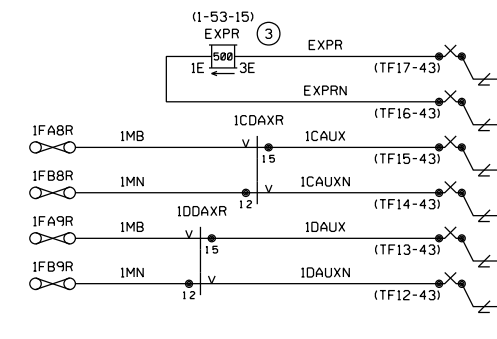 (1-53-15)
EXPR
3
500
EXPR
1E
3E
(TF17-43)
EXPRN
(TF16-43)
1CDAXR
1FA8R
1MB
V
15
1CAUX
(TF15-43)
1FB8R
1MN
12
V
1CAUXN
(TF14-43)
1DDAXR
1FA9R
1MB
V
15
1DAUX
(TF13-43)
1FB9R
1MN
12
V
1DAUXN
(TF12-43)